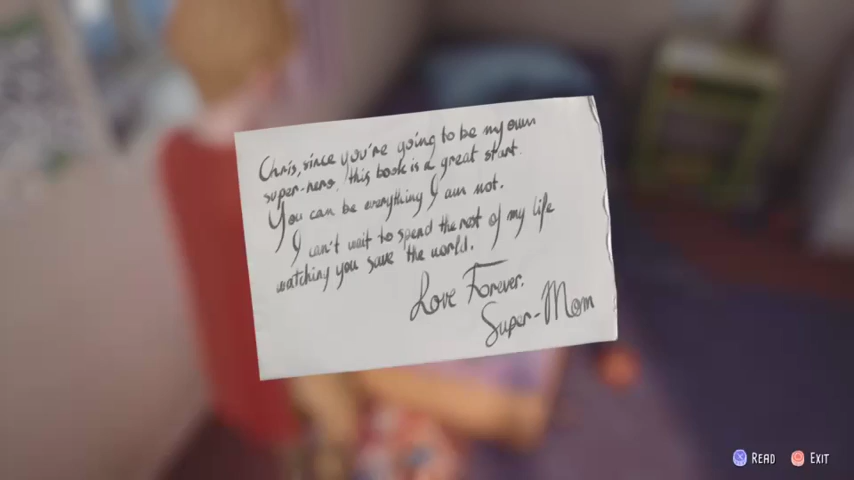 Chris, since you're going to be my own
super-hero, this book is a great start.
You can be everything I am not.
I can't wait to spend the rest of my life
watching you save the world.
Love Forever.
Super-Mom
READ EXIT